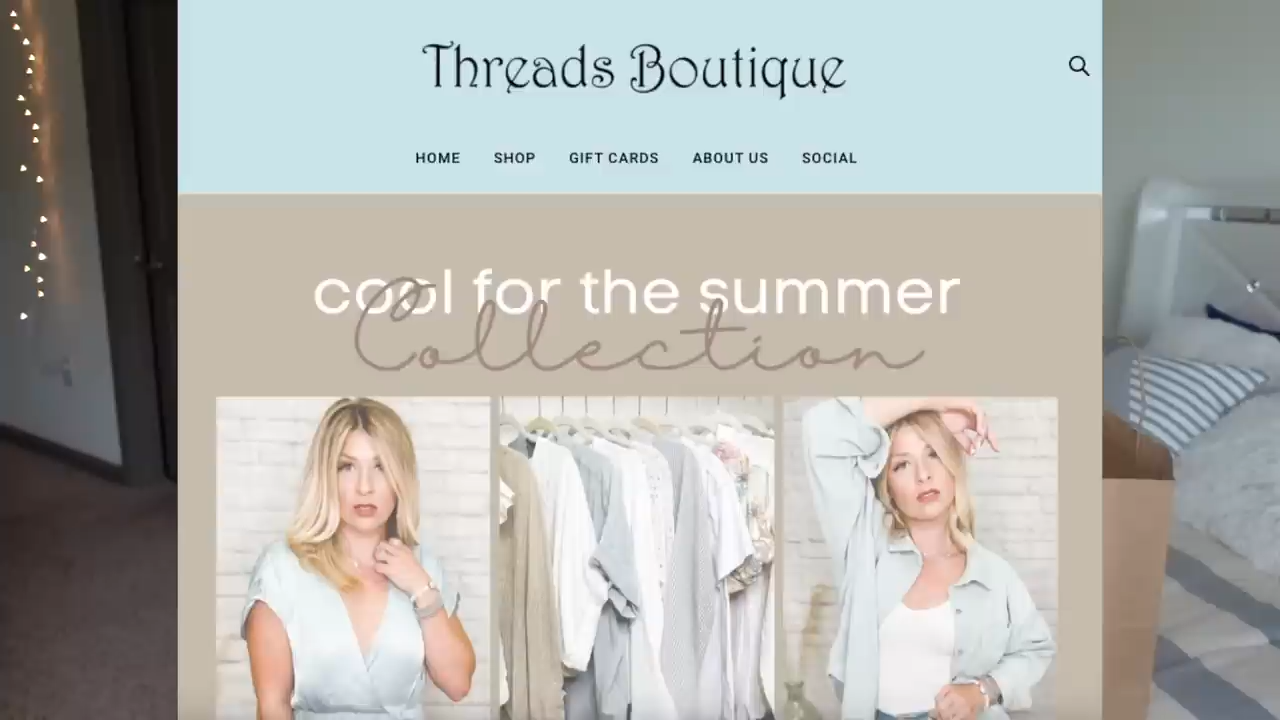 Threads Boutique
HOME SHOP GIFT CARDS ABOUT US SOCIAL
cool for the summer
Collection